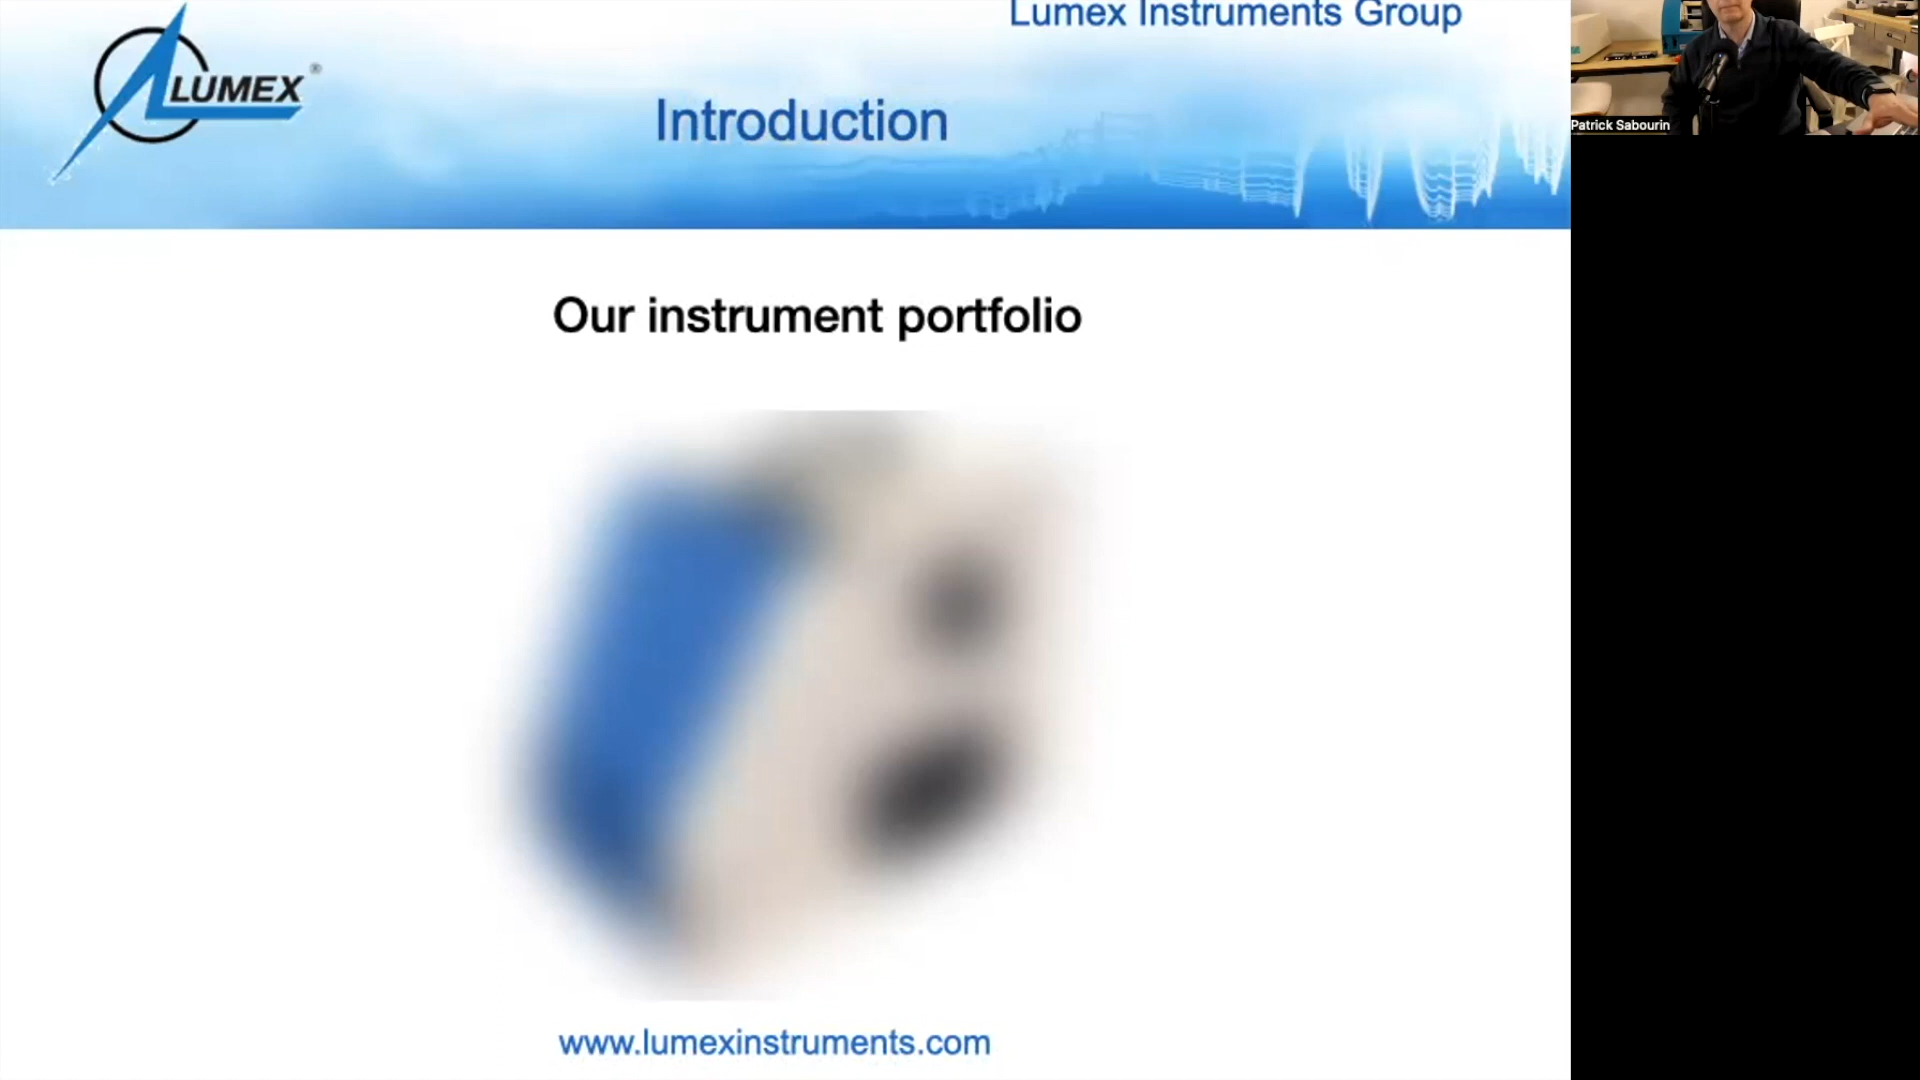 Lumex Instruments Group
LUMEX®
Introduction
Patrick Sabourin
Our instrument portfolio
www.lumexinstruments.com